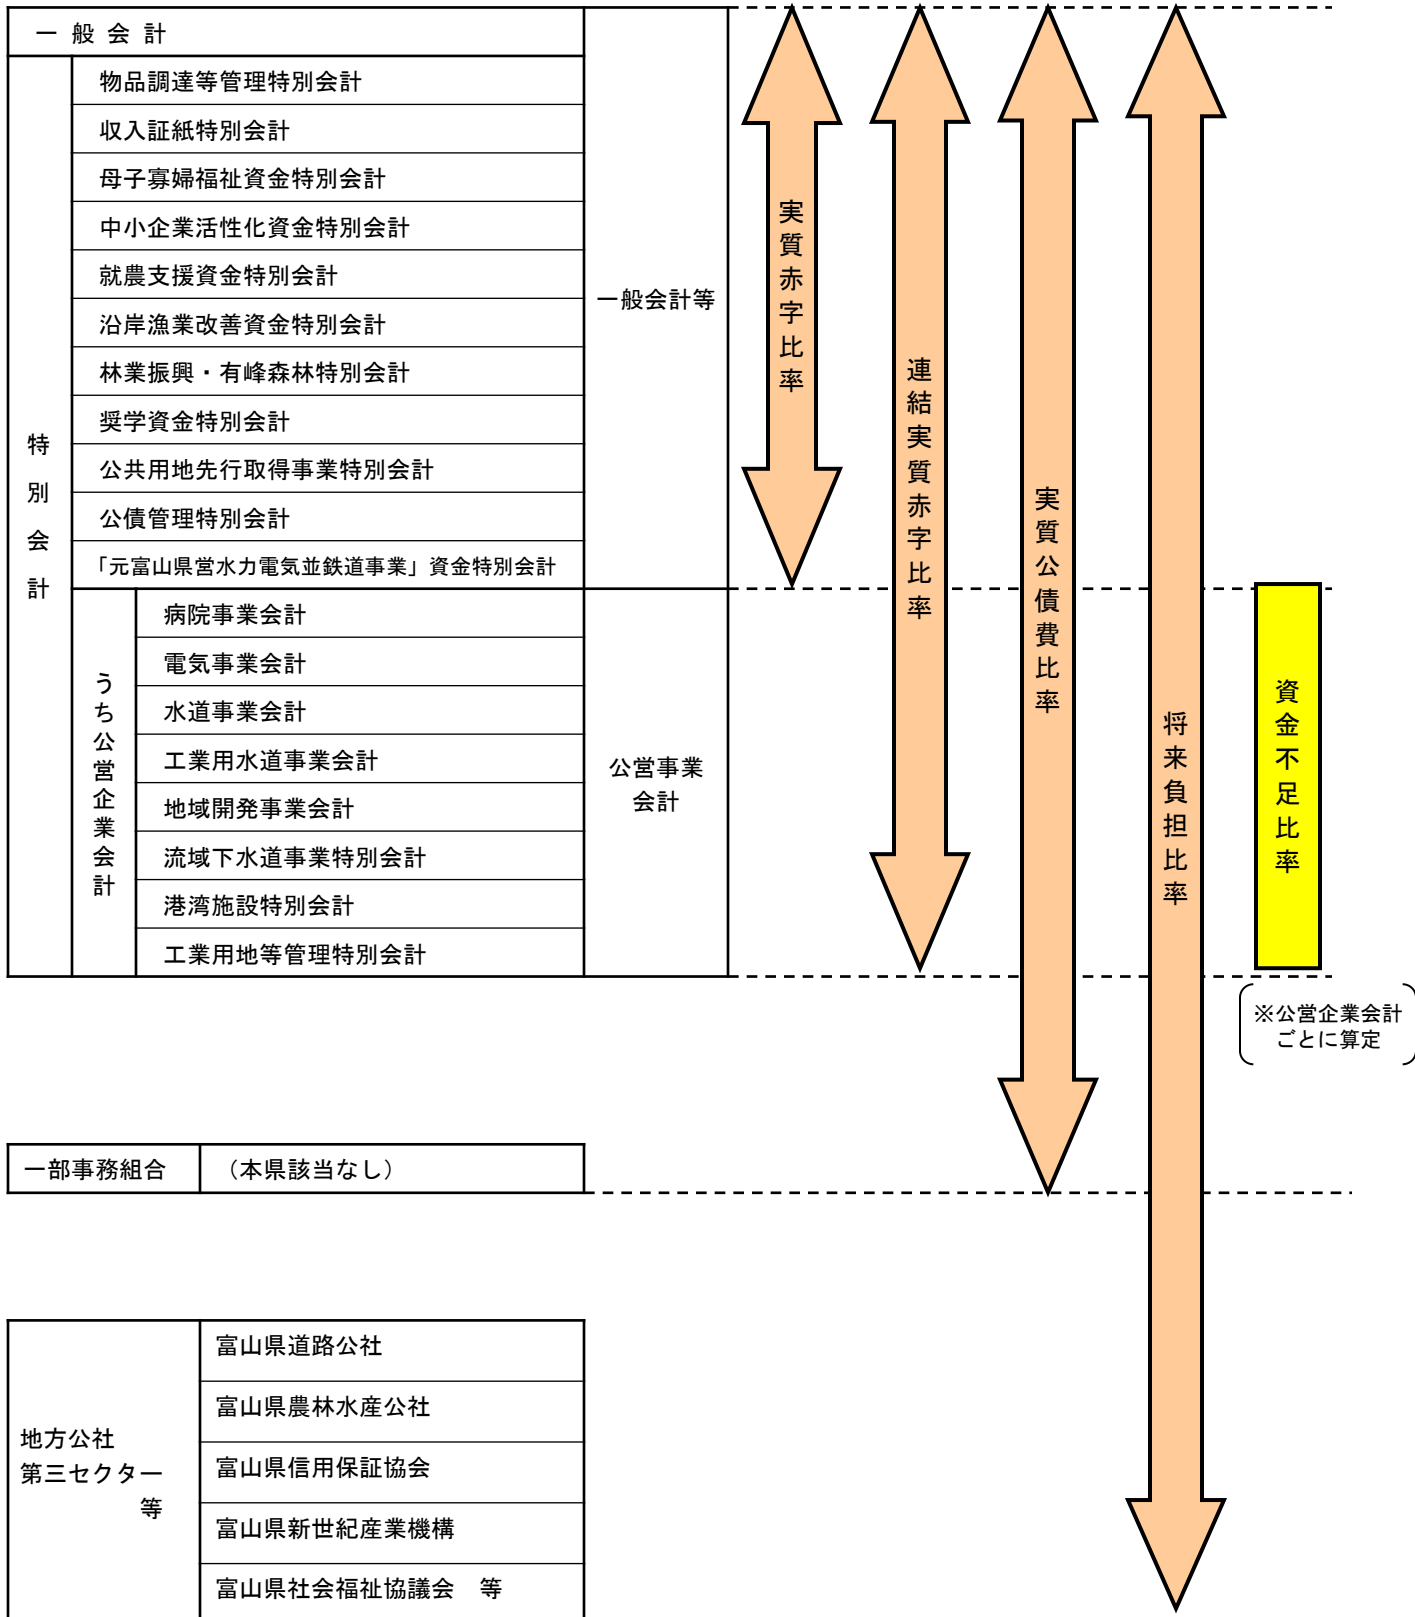 一般会計
物品調達等管理特別会計
収入証紙特別会計
母子寡婦福祉資金特別会計
中小企業活性化資金特別会計
就農支援資金特別会計
沿岸漁業改善資金特別会計
林業振興・有峰森林特別会計
奨学資金特別会計
公共用地先行取得事業特別会計
公債管理特別会計
「元富山県営水力電気並鉄道事業」資金特別会計
特別会計
うち公営企業会計
病院事業会計
電気事業会計
水道事業会計
工業用水道事業会計
地域開発事業会計
流域下水道事業特別会計
港湾施設特別会計
工業用地等管理特別会計
一般会計等
公営事業
会計
実質赤字比率
連結実質赤字比率
実質公債費比率
将来負担比率
資金不足比率
※公営企業会計
ごとに算定
一部事務組合
（本県該当なし）
地方公社
第三セクター
等
富山県道路公社
富山県農林水産公社
富山県信用保証協会
富山県新世紀産業機構
富山県社会福祉協議会　等